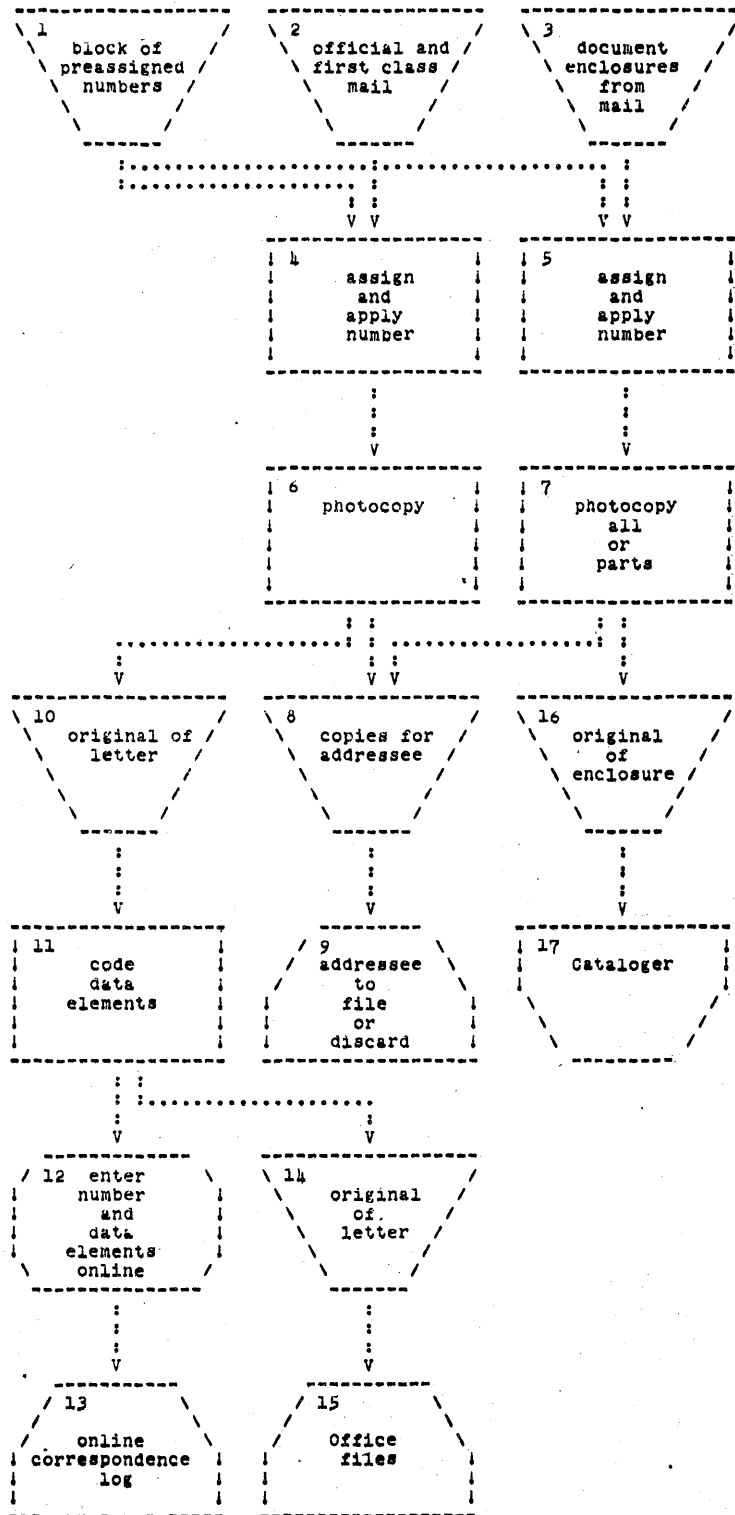 1
block of
preassigned
numbers
2
official and
first class
mail
3
document
enclosures
from
mail
4
assign
and
apply
number
5
assign
and
apply
number
6
photocopy
7
photocopy
all
or
parts
10
original of
letter
8
copies for
addressee
16
original
of
enclosure
11
code
data
elements
9
addressee
to
file
or
discard
17
Cataloger
12 enter
number
and
data
elements
online
14
original
of
letter
13
online
correspondence
log
15
Office
files